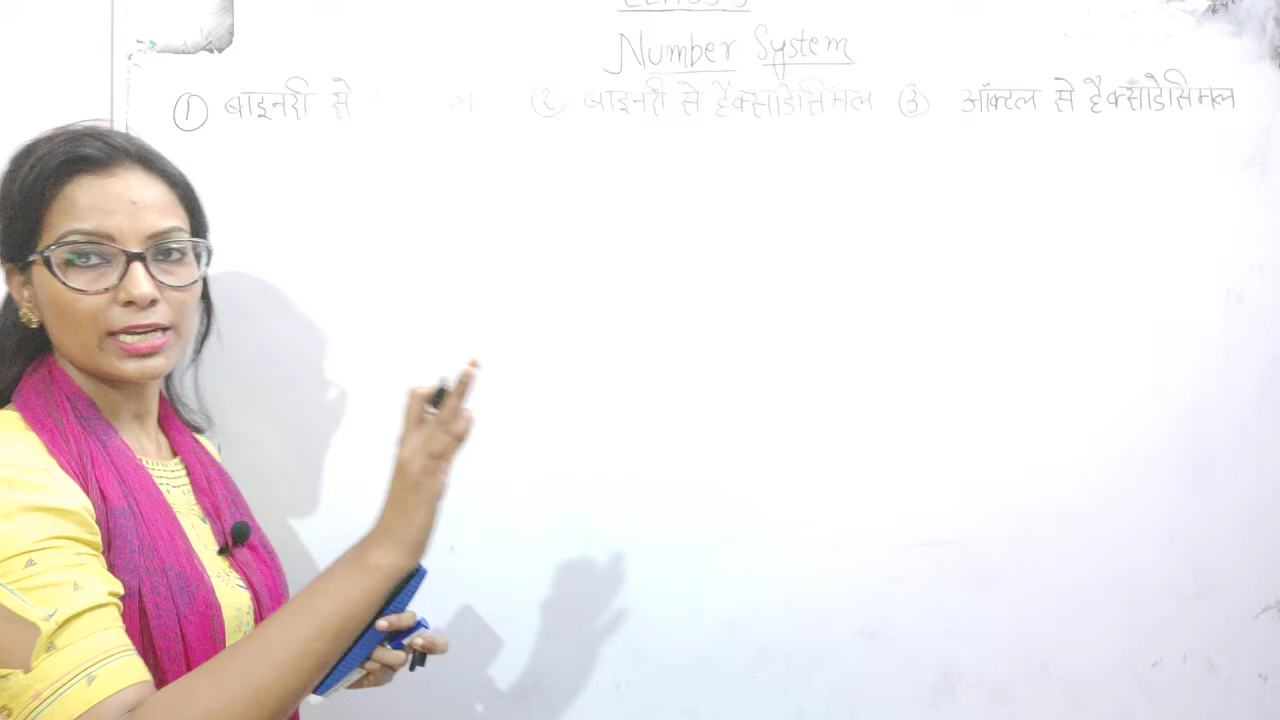 Number System
① बाइनरी से ② बाइनरी से हैक्साडेसिमल ③ ऑक्टल से हैक्साडेसिमल